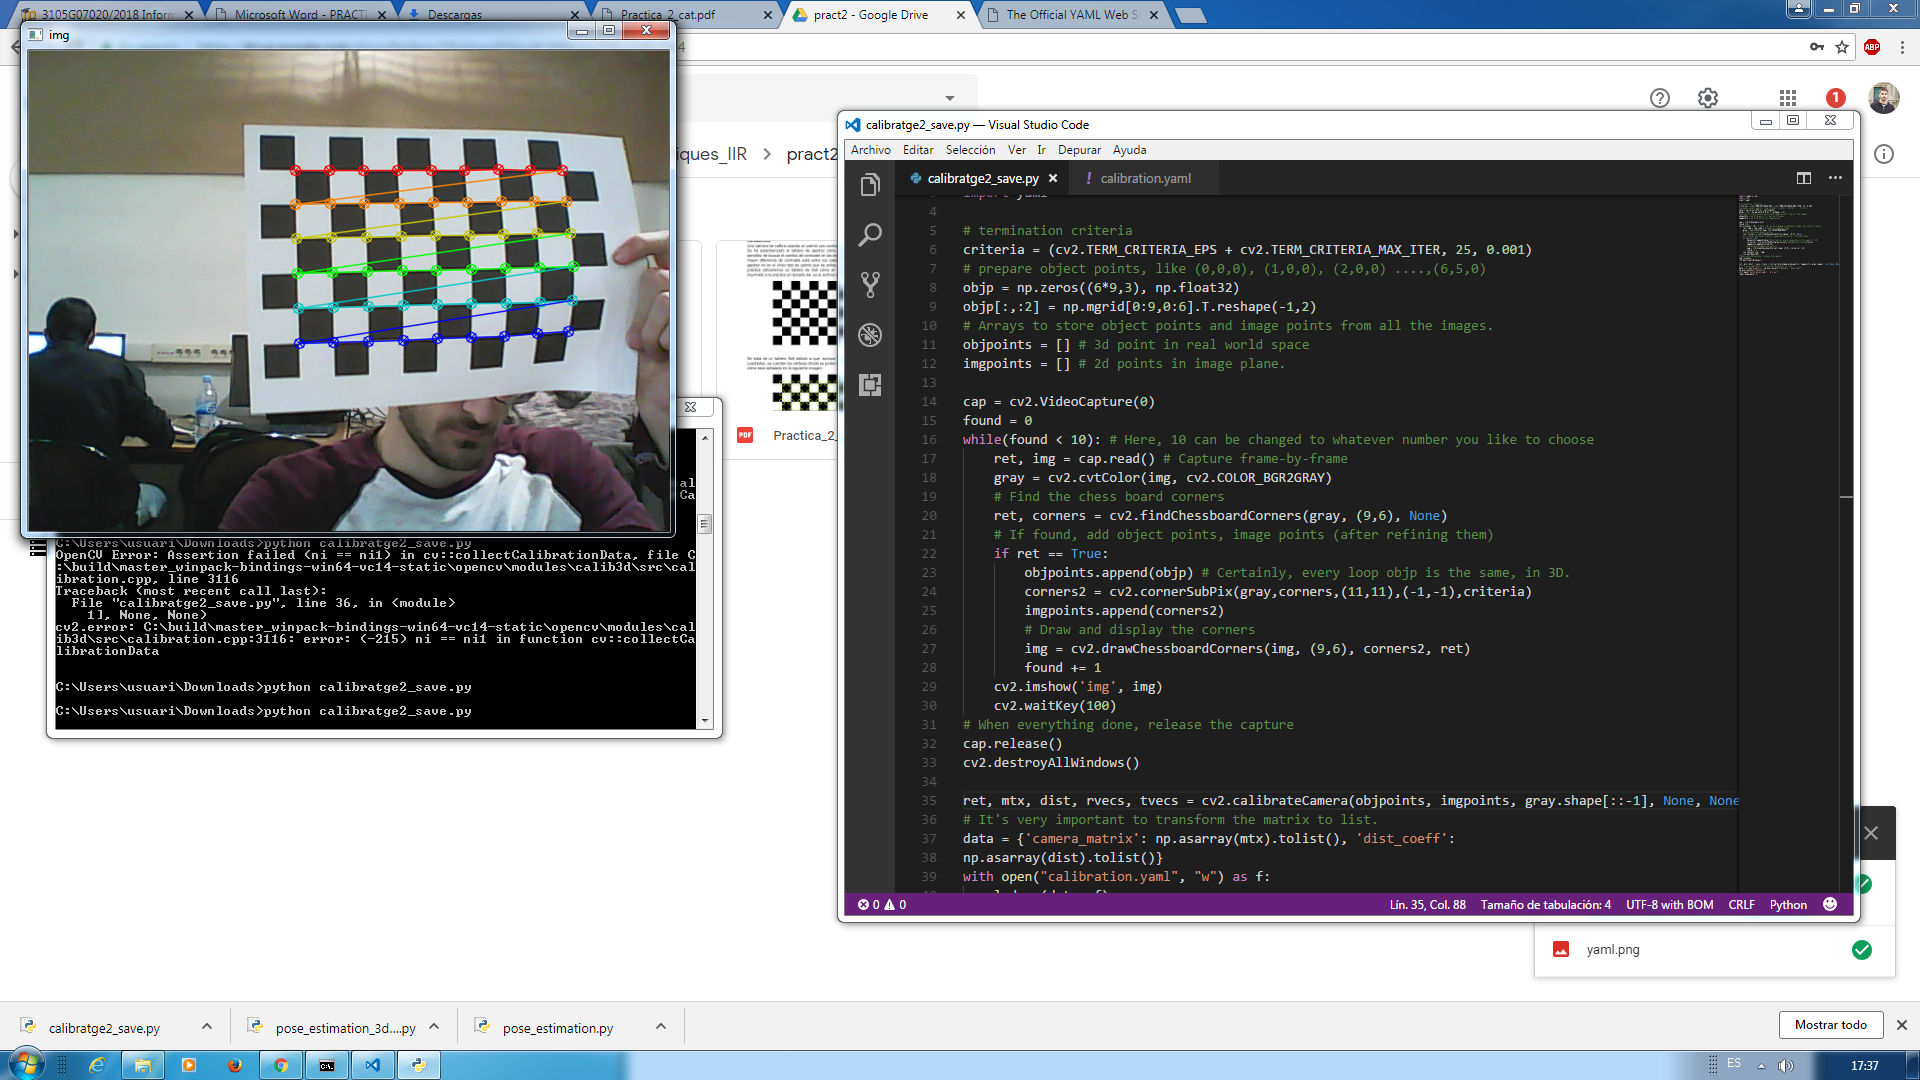 3105G07020/2018 Inform
Microsoft Word - PRACTI
Descargas
Practica_2_cat.pdf
pract2 - Google Drive
The Official YAML Web S
img
4
ABP
1
iques_IIR > pract2
PDF
Practica_2_
calibratge2_save.py — Visual Studio Code
Archivo Editar Selección Ver Ir Depurar Ayuda
calibratge2_save.py
! calibration.yaml
import yaml
4
5 # termination criteria
6 criteria = (cv2.TERM_CRITERIA_EPS + cv2.TERM_CRITERIA_MAX_ITER, 25, 0.001)
7 # prepare object points, like (0,0,0), (1,0,0), (2,0,0) ....,(6,5,0)
8 objp = np.zeros((6*9,3), np.float32)
9 objp[:,:2] = np.mgrid[0:9,0:6].T.reshape(-1,2)
10 # Arrays to store object points and image points from all the images.
11 objpoints = [] # 3d point in real world space
12 imgpoints = [] # 2d points in image plane.
13
14 cap = cv2.VideoCapture(0)
15 found = 0
16 while(found < 10): # Here, 10 can be changed to whatever number you like to choose
17 ret, img = cap.read() # Capture frame-by-frame
18 gray = cv2.cvtColor(img, cv2.COLOR_BGR2GRAY)
19 # Find the chess board corners
20 ret, corners = cv2.findChessboardCorners(gray, (9,6), None)
21 # If found, add object points, image points (after refining them)
22 if ret == True:
23 objpoints.append(objp) # Certainly, every loop objp is the same, in 3D.
24 corners2 = cv2.cornerSubPix(gray,corners,(11,11),(-1,-1),criteria)
25 imgpoints.append(corners2)
26 # Draw and display the corners
27 img = cv2.drawChessboardCorners(img, (9,6), corners2, ret)
28 found += 1
29 cv2.imshow('img', img)
30 cv2.waitKey(100)
31 # When everything done, release the capture
32 cap.release()
33 cv2.destroyAllWindows()
34
35 ret, mtx, dist, rvecs, tvecs = cv2.calibrateCamera(objpoints, imgpoints, gray.shape[::-1], None, None
36 # It's very important to transform the matrix to list.
37 data = {'camera_matrix': np.asarray(mtx).tolist(), 'dist_coeff':
38 np.asarray(dist).tolist()}
39 with open("calibration.yaml", "w") as f:
0 0
Lín. 35, Col. 88 Tamaño de tabulación: 4 UTF-8 with BOM CRLF Python
al
Ca
C:\Users\usuari\Downloads>python calibratge2_save.py
OpenCV Error: Assertion failed (ni == ni1) in cv::collectCalibrationData, file C
:\build\master_winpack-bindings-win64-vc14-static\opencv\modules\calib3d\src\cal
ibration.cpp, line 3116
Traceback (most recent call last):
File "calibratge2_save.py", line 36, in <module>
1], None, None)
cv2.error: C:\build\master_winpack-bindings-win64-vc14-static\opencv\modules\cal
ib3d\src\calibration.cpp:3116: error: (-215) ni == ni1 in function cv::collectCa
librationData
C:\Users\usuari\Downloads>python calibratge2_save.py
C:\Users\usuari\Downloads>python calibratge2_save.py
yaml.png
calibratge2_save.py
pose_estimation_3d....py
pose_estimation.py
Mostrar todo
ES
17:37